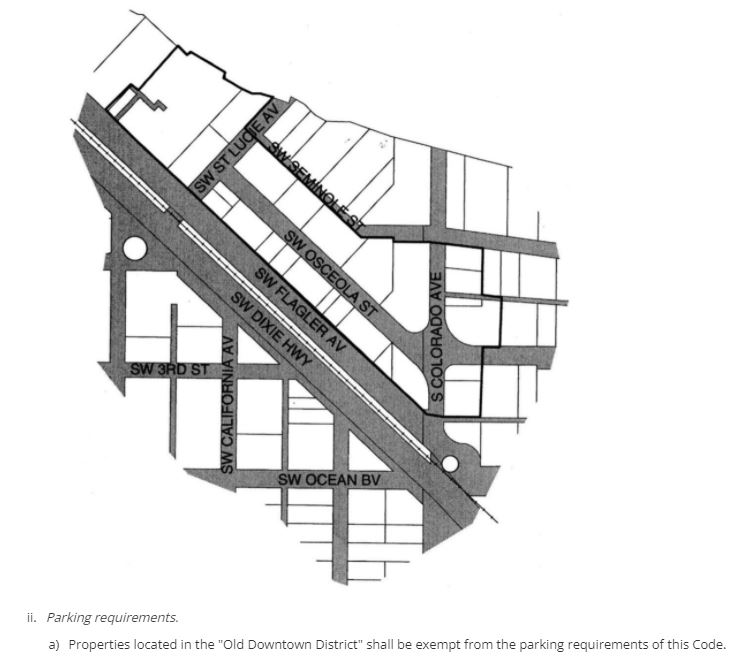 SW ST LUCIE AV
SW SEMINOLE ST
SW OSCEOLA ST
SW FLAGLER AV
SW DIXIE HWY
S COLORADO AVE
SW 3RD ST
SW CALIFORNIA AV
SW OCEAN BV
ii. Parking requirements.
a) Properties located in the "Old Downtown District" shall be exempt from the parking requirements of this Code.